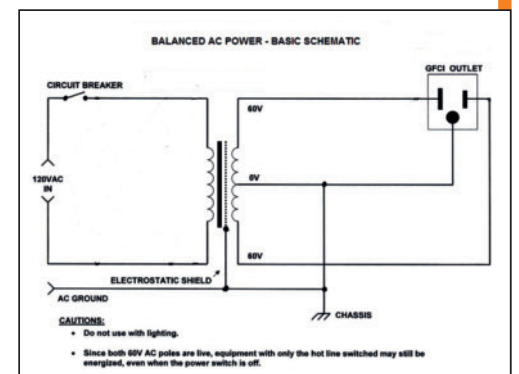 BALANCED AC POWER - BASIC SCHEMATIC
GFCI OUTLET
CIRCUIT BREAKER
60V
120VAC
IN
0V
60V
ELECTROSTATIC SHIELD
AC GROUND
CHASSIS
CAUTIONS:
• Do not use with lighting.
• Since both 60V AC poles are live, equipment with only the hot line switched may still be
energized, even when the power switch is off.